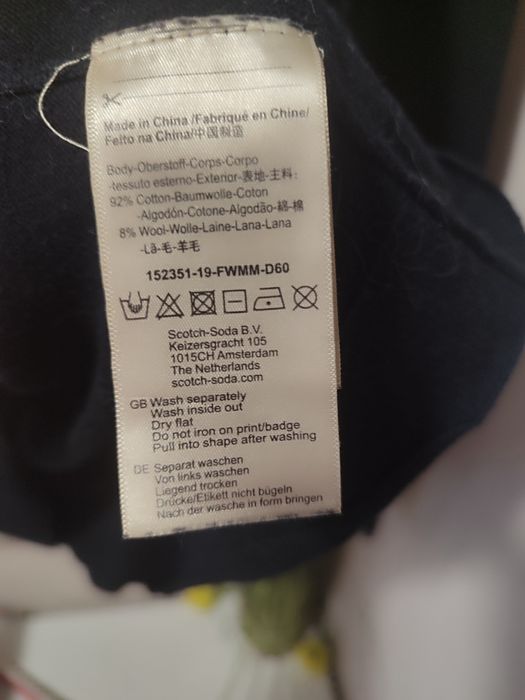 Made in China /Fabriqué en Chine/
Feito na China/中国制造
Body-Oberstoff-Corps-Corpo
-tessuto esterno-Exterior-表地-主料:
92% Cotton-Baumwolle-Coton
-Algodón-Cotone-Algodão-綿-棉
8% Wool-Wolle-Laine-Lana-Lana
-Lã-毛-羊毛
152351-19-FWMM-D60
Scotch-Soda B.V.
Keizersgracht 105
1015CH Amsterdam
The Netherlands
scotch-soda.com
GB Wash separately
Wash inside out
Dry flat
Do not iron on print/badge
Pull into shape after washing
DE Separat waschen
Von links waschen
Liegend trocken
Drücke/Etikett nicht bügeln
Nach der wasche in form bringen